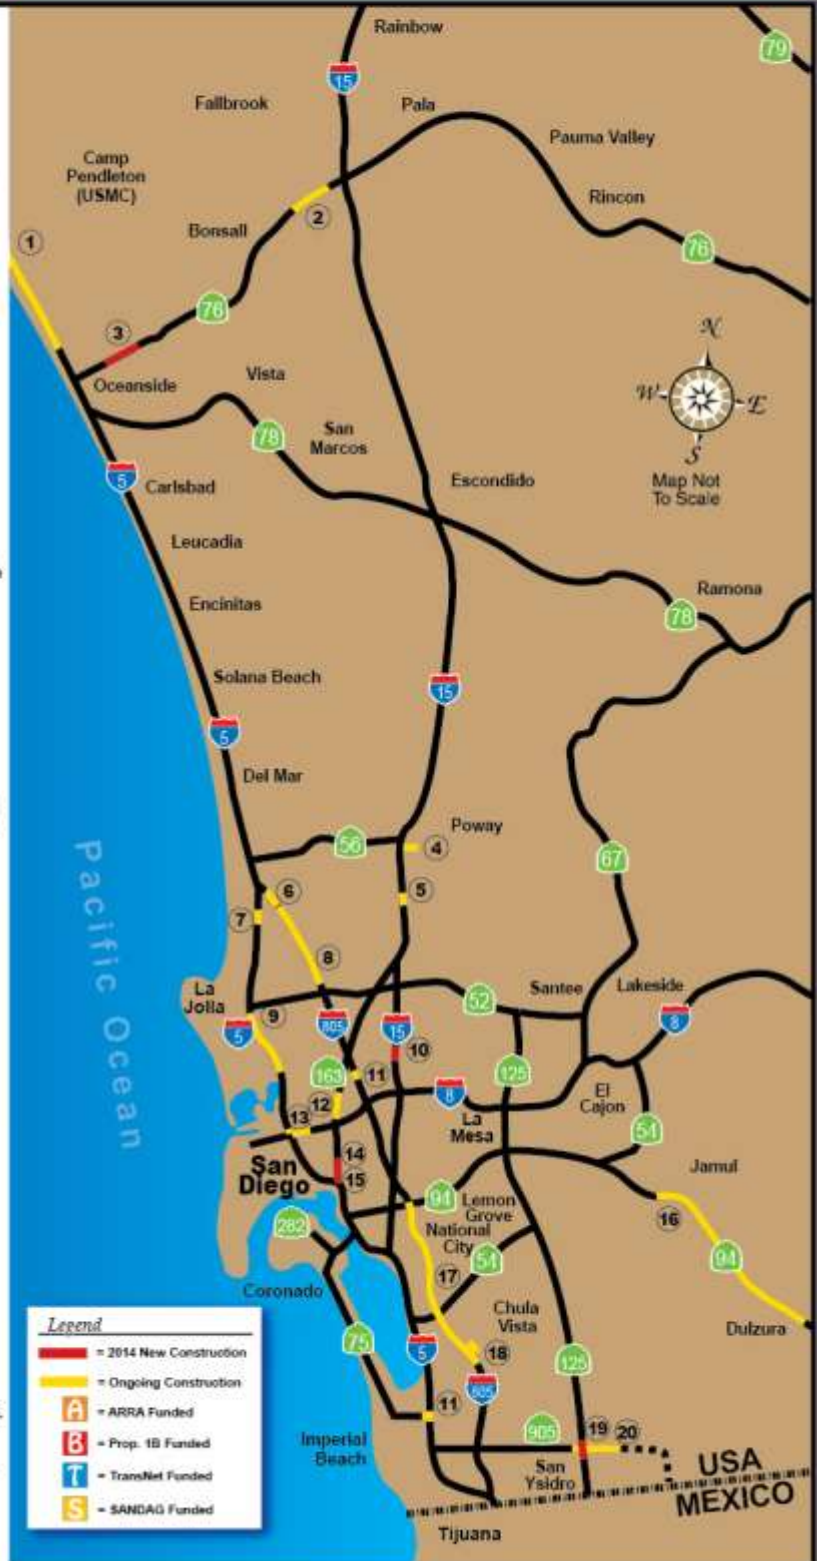 Rainbow
79
15
Fallbrook
Pala
Pauma Valley
Camp
Pendleton
(USMC)
Rincon
2
Bonsall
1
76
76
3
N
W
E
S
Map Not
To Scale
Oceanside
Vista
78
San
Marcos
5
Carlsbad
Escondido
Leucadia
Ramona
78
Encinitas
Solana Beach
15
5
Del Mar
Poway
56
4
67
6
5
7
8
Pacific Ocean
La
Jolla
9
52
Santee
Lakeside
5
805
15
8
10
163
11
125
12
8
El
Cajon
13
La
Mesa
54
14
San
Diego
15
Jamul
94
Lemon
Grove
16
282
National
City
54
94
17
Coronado
Chula
Vista
Dulzura
75
5
18
125
805
11
Imperial
Beach
905
19
20
San
Ysidro
USA
MEXICO
Tijuana
Legend
= 2014 New Construction
= Ongoing Construction
A = ARRA Funded
B = Prop. 1B Funded
T = TransNet Funded
S = SANDAG Funded